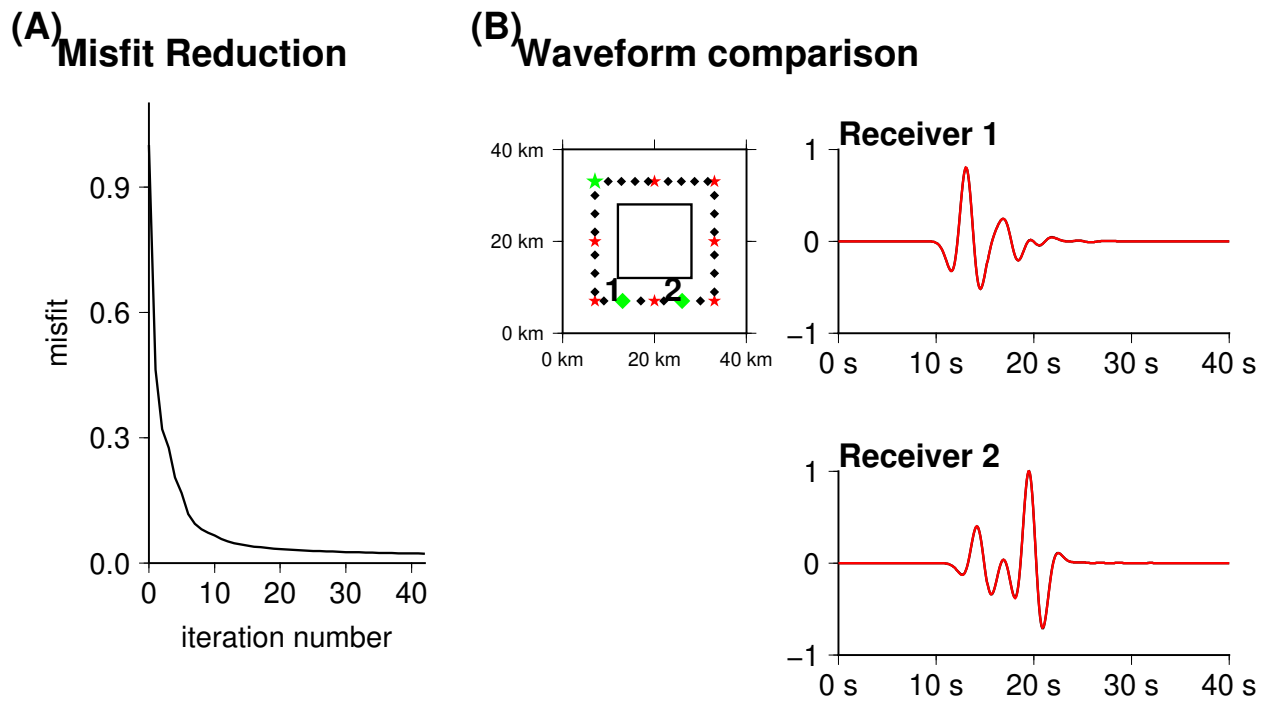 (A)
Misfit Reduction
0.9
0.6
0.3
0.0
misfit
0 10 20 30 40
iteration number
(B)
Waveform comparison
40 km
20 km
0 km
0 km 20 km 40 km
1 2
Receiver 1
1
0
−1
0 s 10 s 20 s 30 s 40 s
Receiver 2
1
0
−1
0 s 10 s 20 s 30 s 40 s